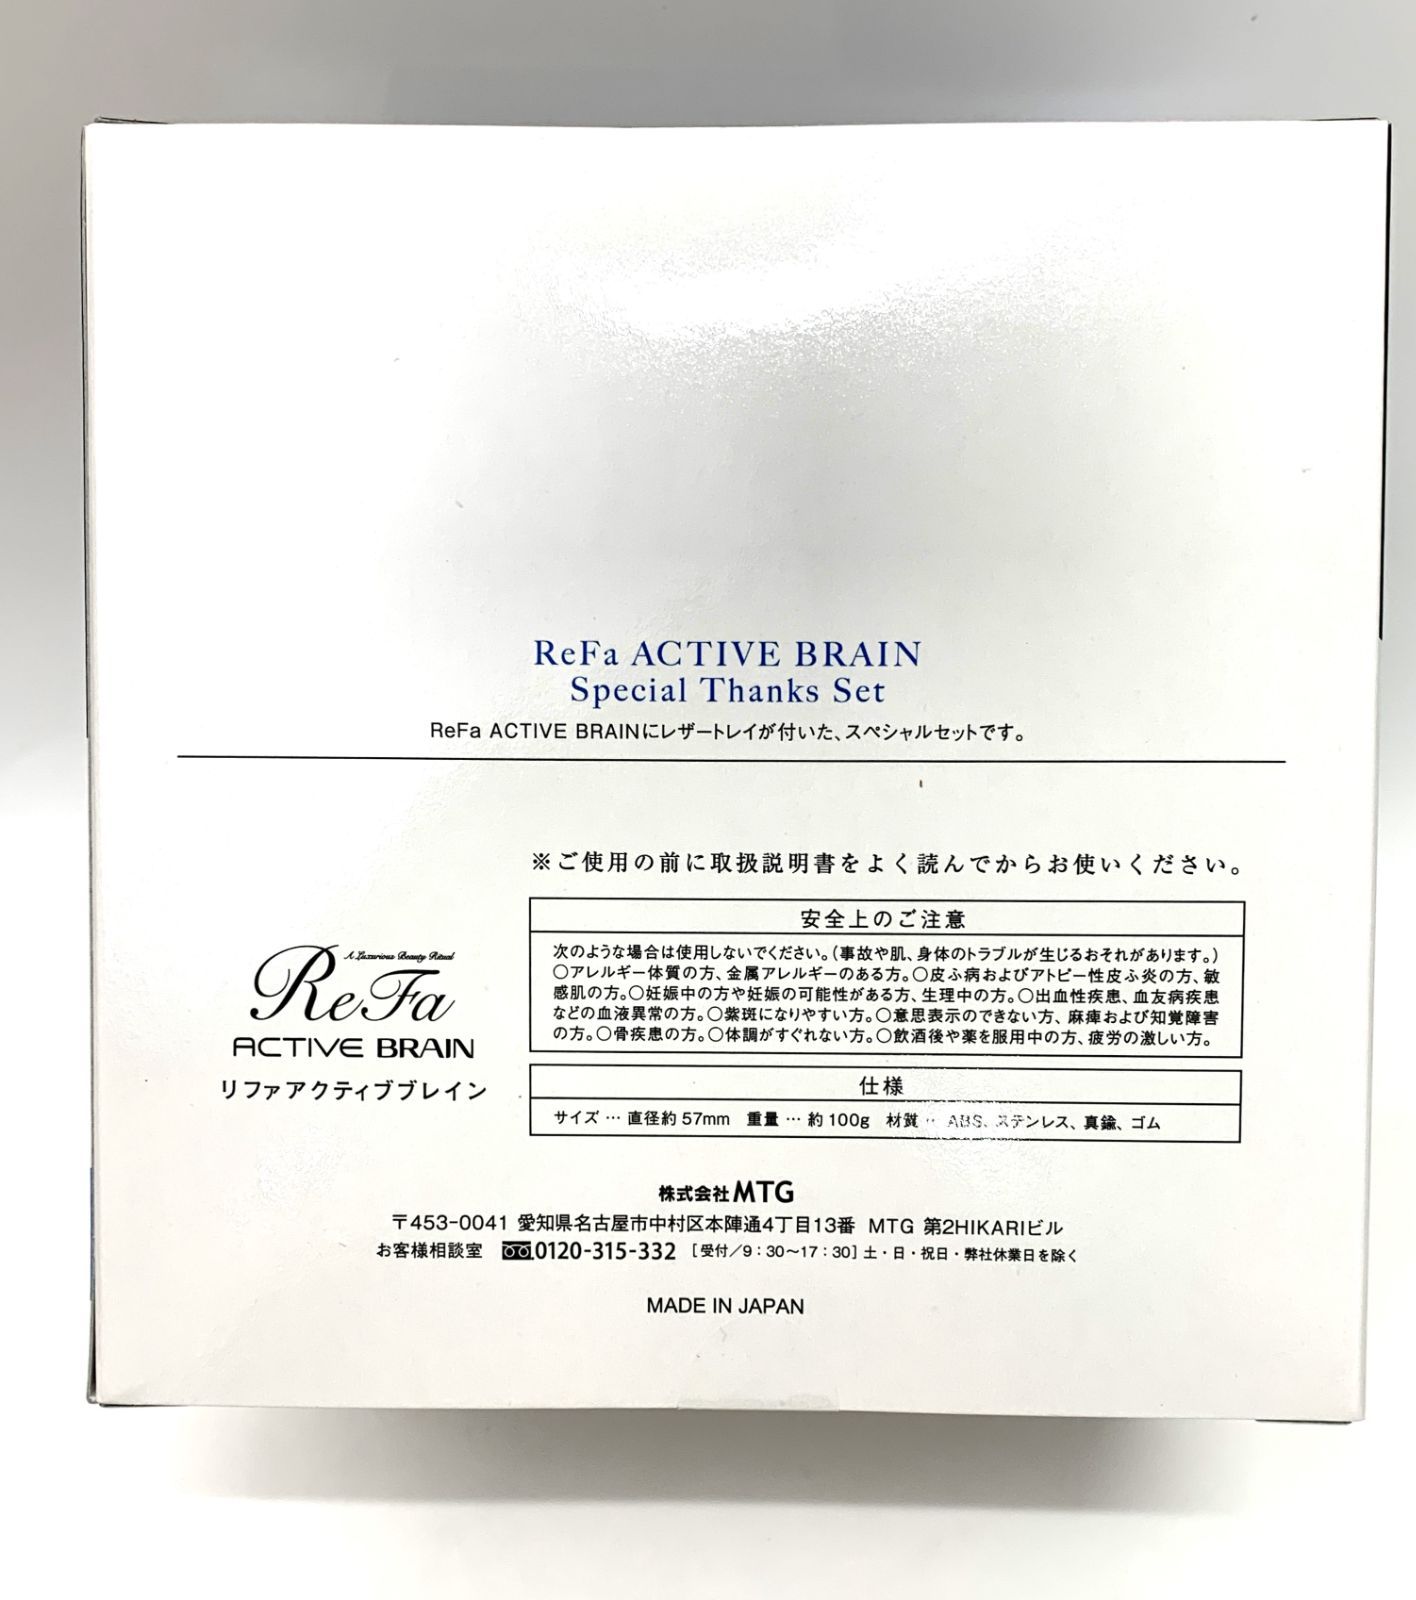 ReFa ACTIVE BRAIN
Special Thanks Set
ReFa ACTIVE BRAINにレザートレイが付いた、スペシャルセットです。
※ご使用の前に取扱説明書をよく読んでからお使いください。
安全上のご注意
次のような場合は使用しないでください。(事故や肌、身体のトラブルが生じるおそれがあります。)
○アレルギー体質の方、金属アレルギーのある方。○皮ふ病およびアトピー性皮ふ炎の方、敏
感肌の方。○妊娠中の方や妊娠の可能性がある方、生理中の方。○出血性疾患、血友病疾患
などの血液異常の方。○紫斑になりやすい方。○意思表示のできない方、麻痺および知覚障害
の方。○骨疾患の方。○体調がすぐれない方。○飲酒後や薬を服用中の方、疲労の激しい方。
A Luxurious Beauty Ritual
ReFa
ACTIVE BRAIN
リファアクティブブレイン
仕様
サイズ … 直径約 57mm 重量 … 約 100g 材質 … ABS、ステンレス、真鍮、ゴム
株式会社MTG
〒453-0041 愛知県名古屋市中村区本陣通4丁目13番 MTG 第2HIKARIビル
お客様相談室 0120-315-332 [受付/9:30〜17:30] 土・日・祝日・弊社休業日を除く
MADE IN JAPAN